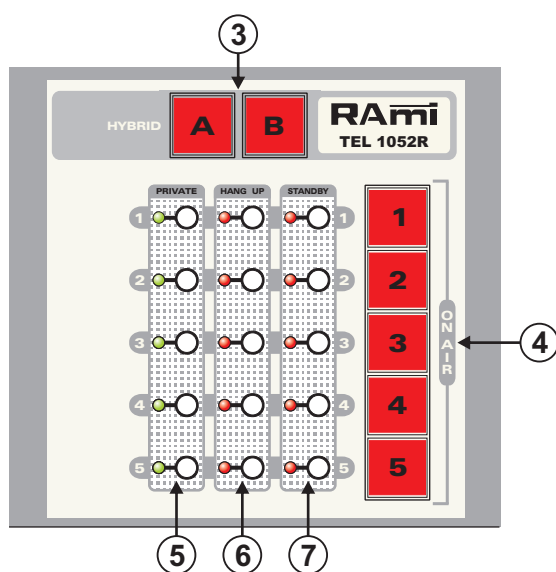 3
HYBRID A B RAmi
TEL 1052R
PRIVATE HANG UP STANDBY
1 1 1
2 2 2
3 3 3
4 4 4
5 5 5
ON AIR
4
5 6 7